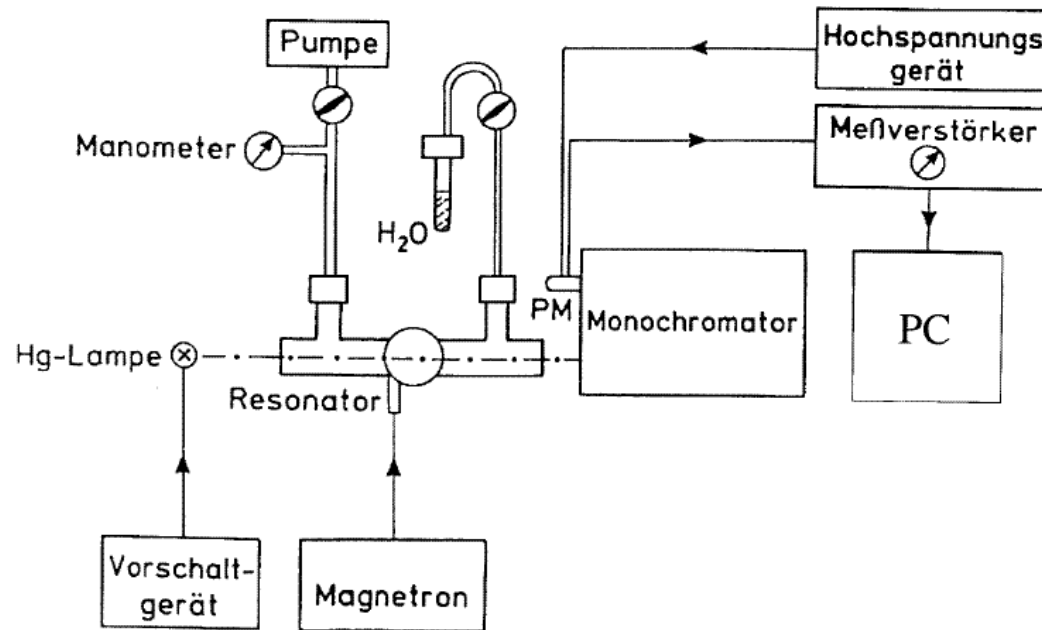 Pumpe
Hochspannungs
gerät
Manometer
Meßverstärker
H₂O
PM
Monochromator
PC
Hg-Lampe
Resonator
Vorschalt-
gerät
Magnetron